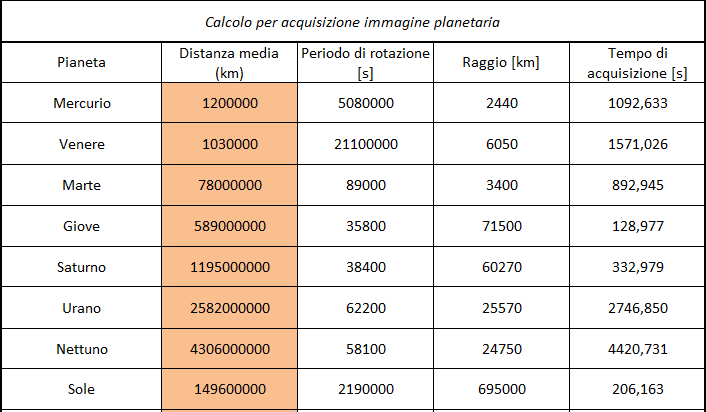 Calcolo per acquisizione immagine planetaria
Pianeta Distanza media (km) Periodo di rotazione [s] Raggio [km] Tempo di acquisizione [s]
Mercurio 1200000 5080000 2440 1092,633
Venere 1030000 21100000 6050 1571,026
Marte 78000000 89000 3400 892,945
Giove 589000000 35800 71500 128,977
Saturno 1195000000 38400 60270 332,979
Urano 2582000000 62200 25570 2746,850
Nettuno 4306000000 58100 24750 4420,731
Sole 149600000 2190000 695000 206,163